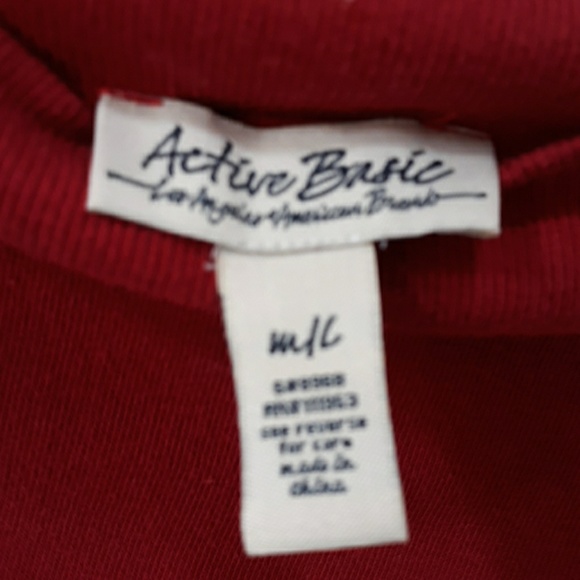 Active Basic
Los Angeles American Brand
M/L
see reverse
for care
made in
china